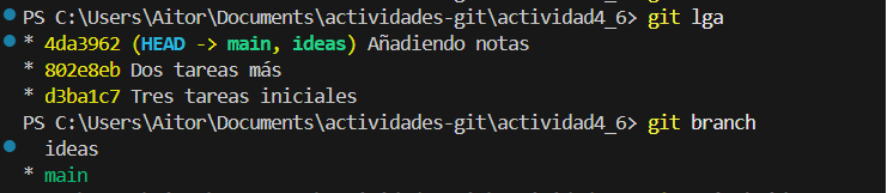 PS C:\Users\Aitor\Documents\actividades-git\actividad4_6> git lga
* 4da3962 (HEAD -> main, ideas) Añadiendo notas
* 802e8eb Dos tareas más
* d3ba1c7 Tres tareas iniciales
PS C:\Users\Aitor\Documents\actividades-git\actividad4_6> git branch
  ideas
* main